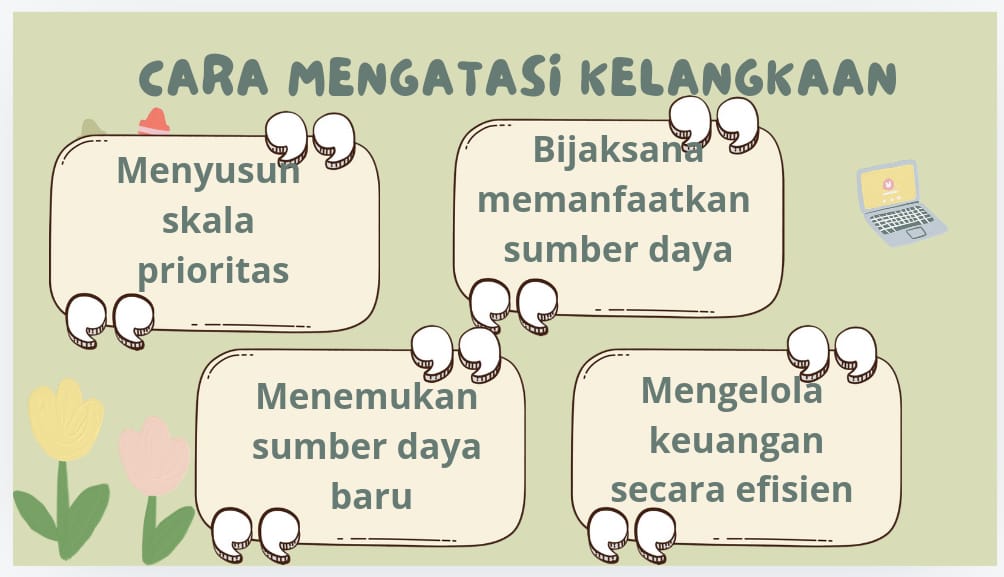 CARA MENGATASI KELANGKAAN
Menyusun
skala
prioritas
Bijaksana
memanfaatkan
sumber daya
Menemukan
sumber daya
baru
Mengelola
keuangan
secara efisien